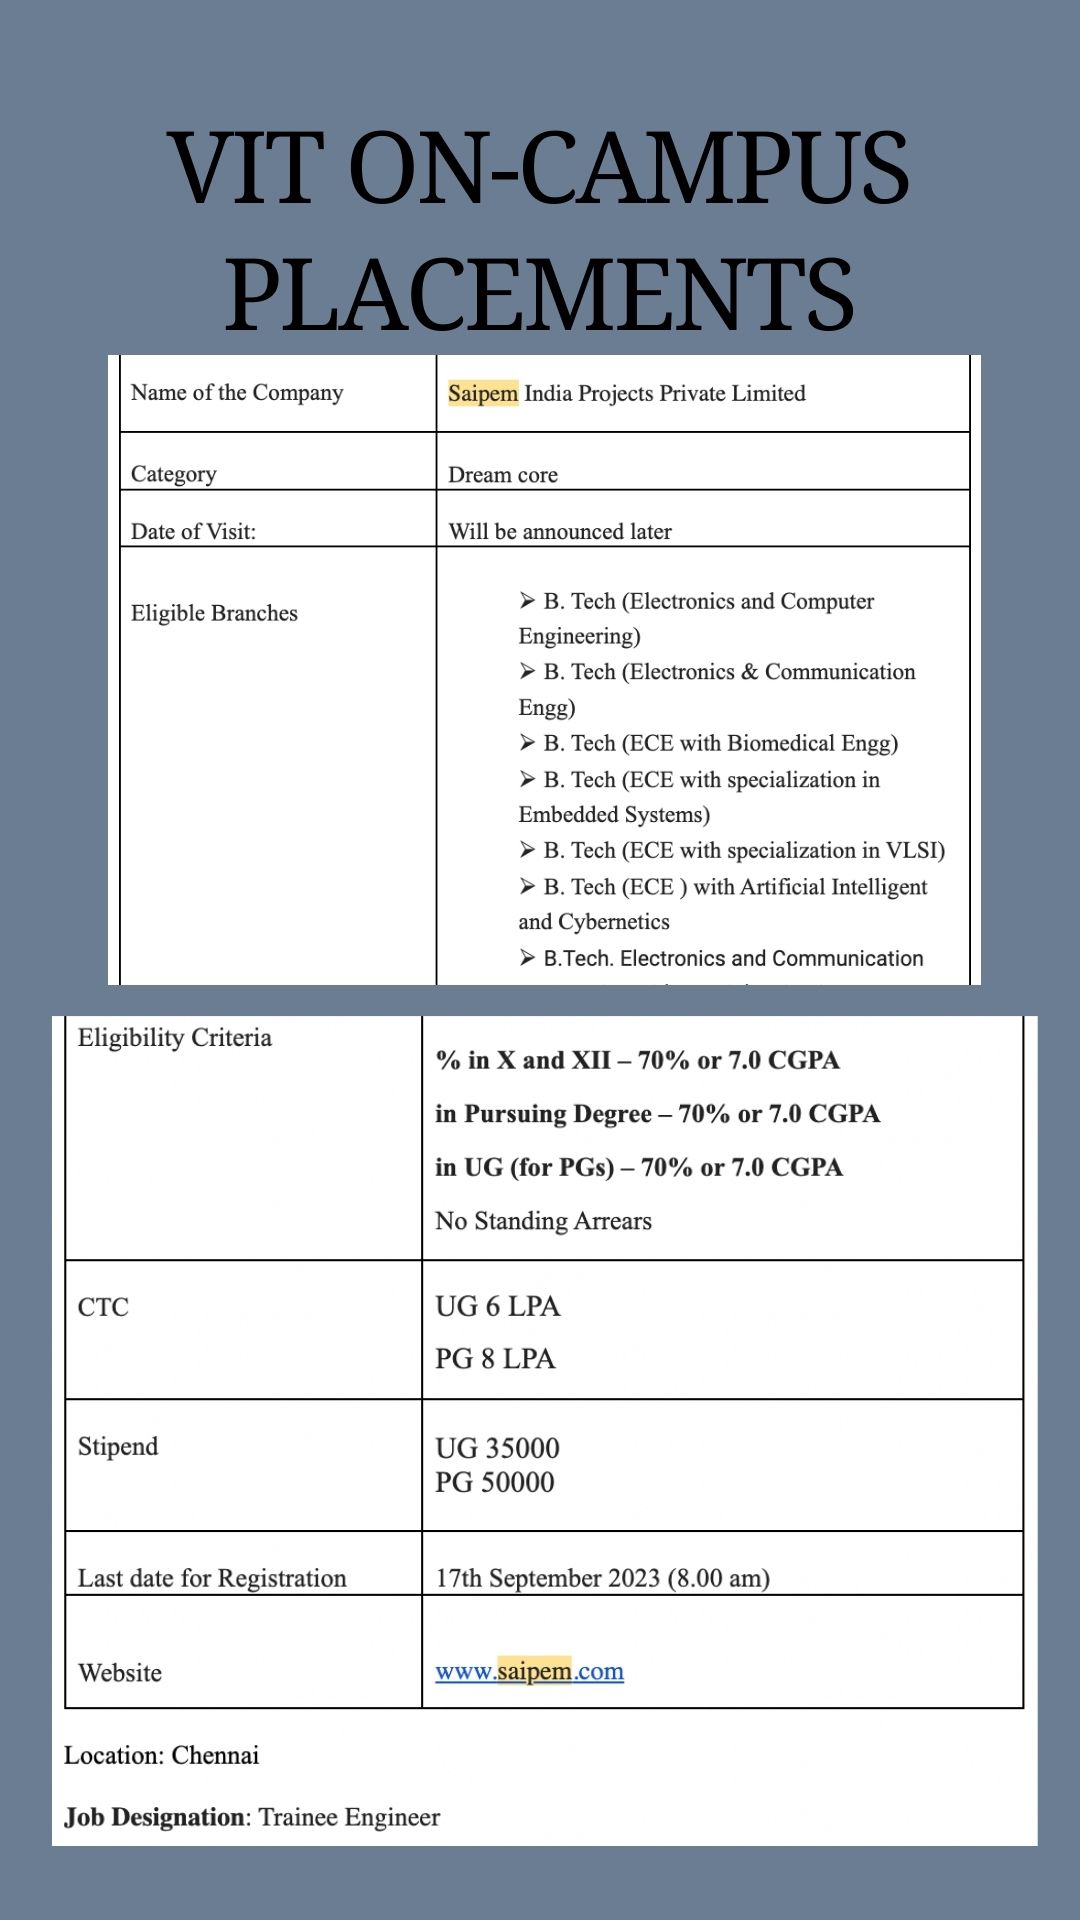 VIT ON-CAMPUS
PLACEMENTS
Name of the Company
Saipem India Projects Private Limited
Category
Dream core
Date of Visit:
Will be announced later
Eligible Branches
➢ B. Tech (Electronics and Computer
Engineering)
➢ B. Tech (Electronics & Communication
Engg)
➢ B. Tech (ECE with Biomedical Engg)
➢ B. Tech (ECE with specialization in
Embedded Systems)
➢ B. Tech (ECE with specialization in VLSI)
➢ B. Tech (ECE ) with Artificial Intelligent
and Cybernetics
➢ B.Tech. Electronics and Communication
Eligibility Criteria
% in X and XII – 70% or 7.0 CGPA
in Pursuing Degree – 70% or 7.0 CGPA
in UG (for PGs) – 70% or 7.0 CGPA
No Standing Arrears
CTC
UG 6 LPA
PG 8 LPA
Stipend
UG 35000
PG 50000
Last date for Registration
17th September 2023 (8.00 am)
Website
www.saipem.com
Location: Chennai
Job Designation: Trainee Engineer